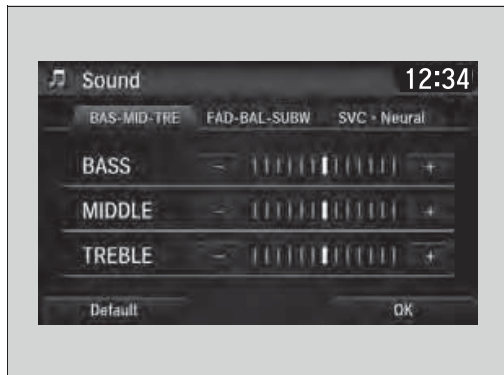 Sound 12:34
BAS-MID-TRE FAD-BAL-SUBW SVC • Neural
BASS - +
MIDDLE - +
TREBLE - +
Default OK